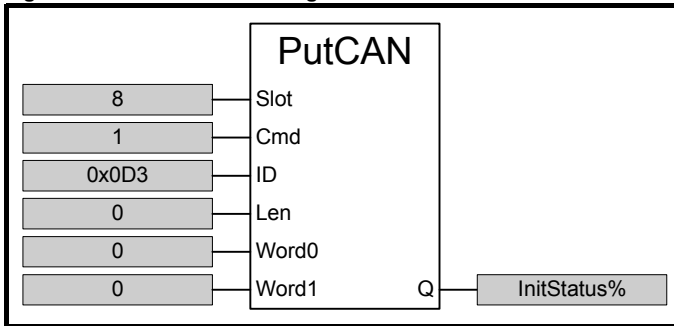 PutCAN
8 Slot
1 Cmd
0x0D3 ID
0 Len
0 Word0
0 Word1 Q InitStatus%